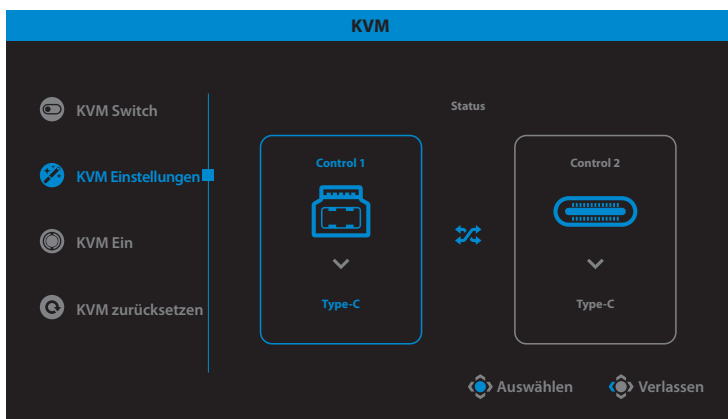 KVM
KVM Switch
KVM Einstellungen
KVM Ein
KVM zurücksetzen
Status
Control 1
Type-C
Control 2
Type-C
Auswählen
Verlassen